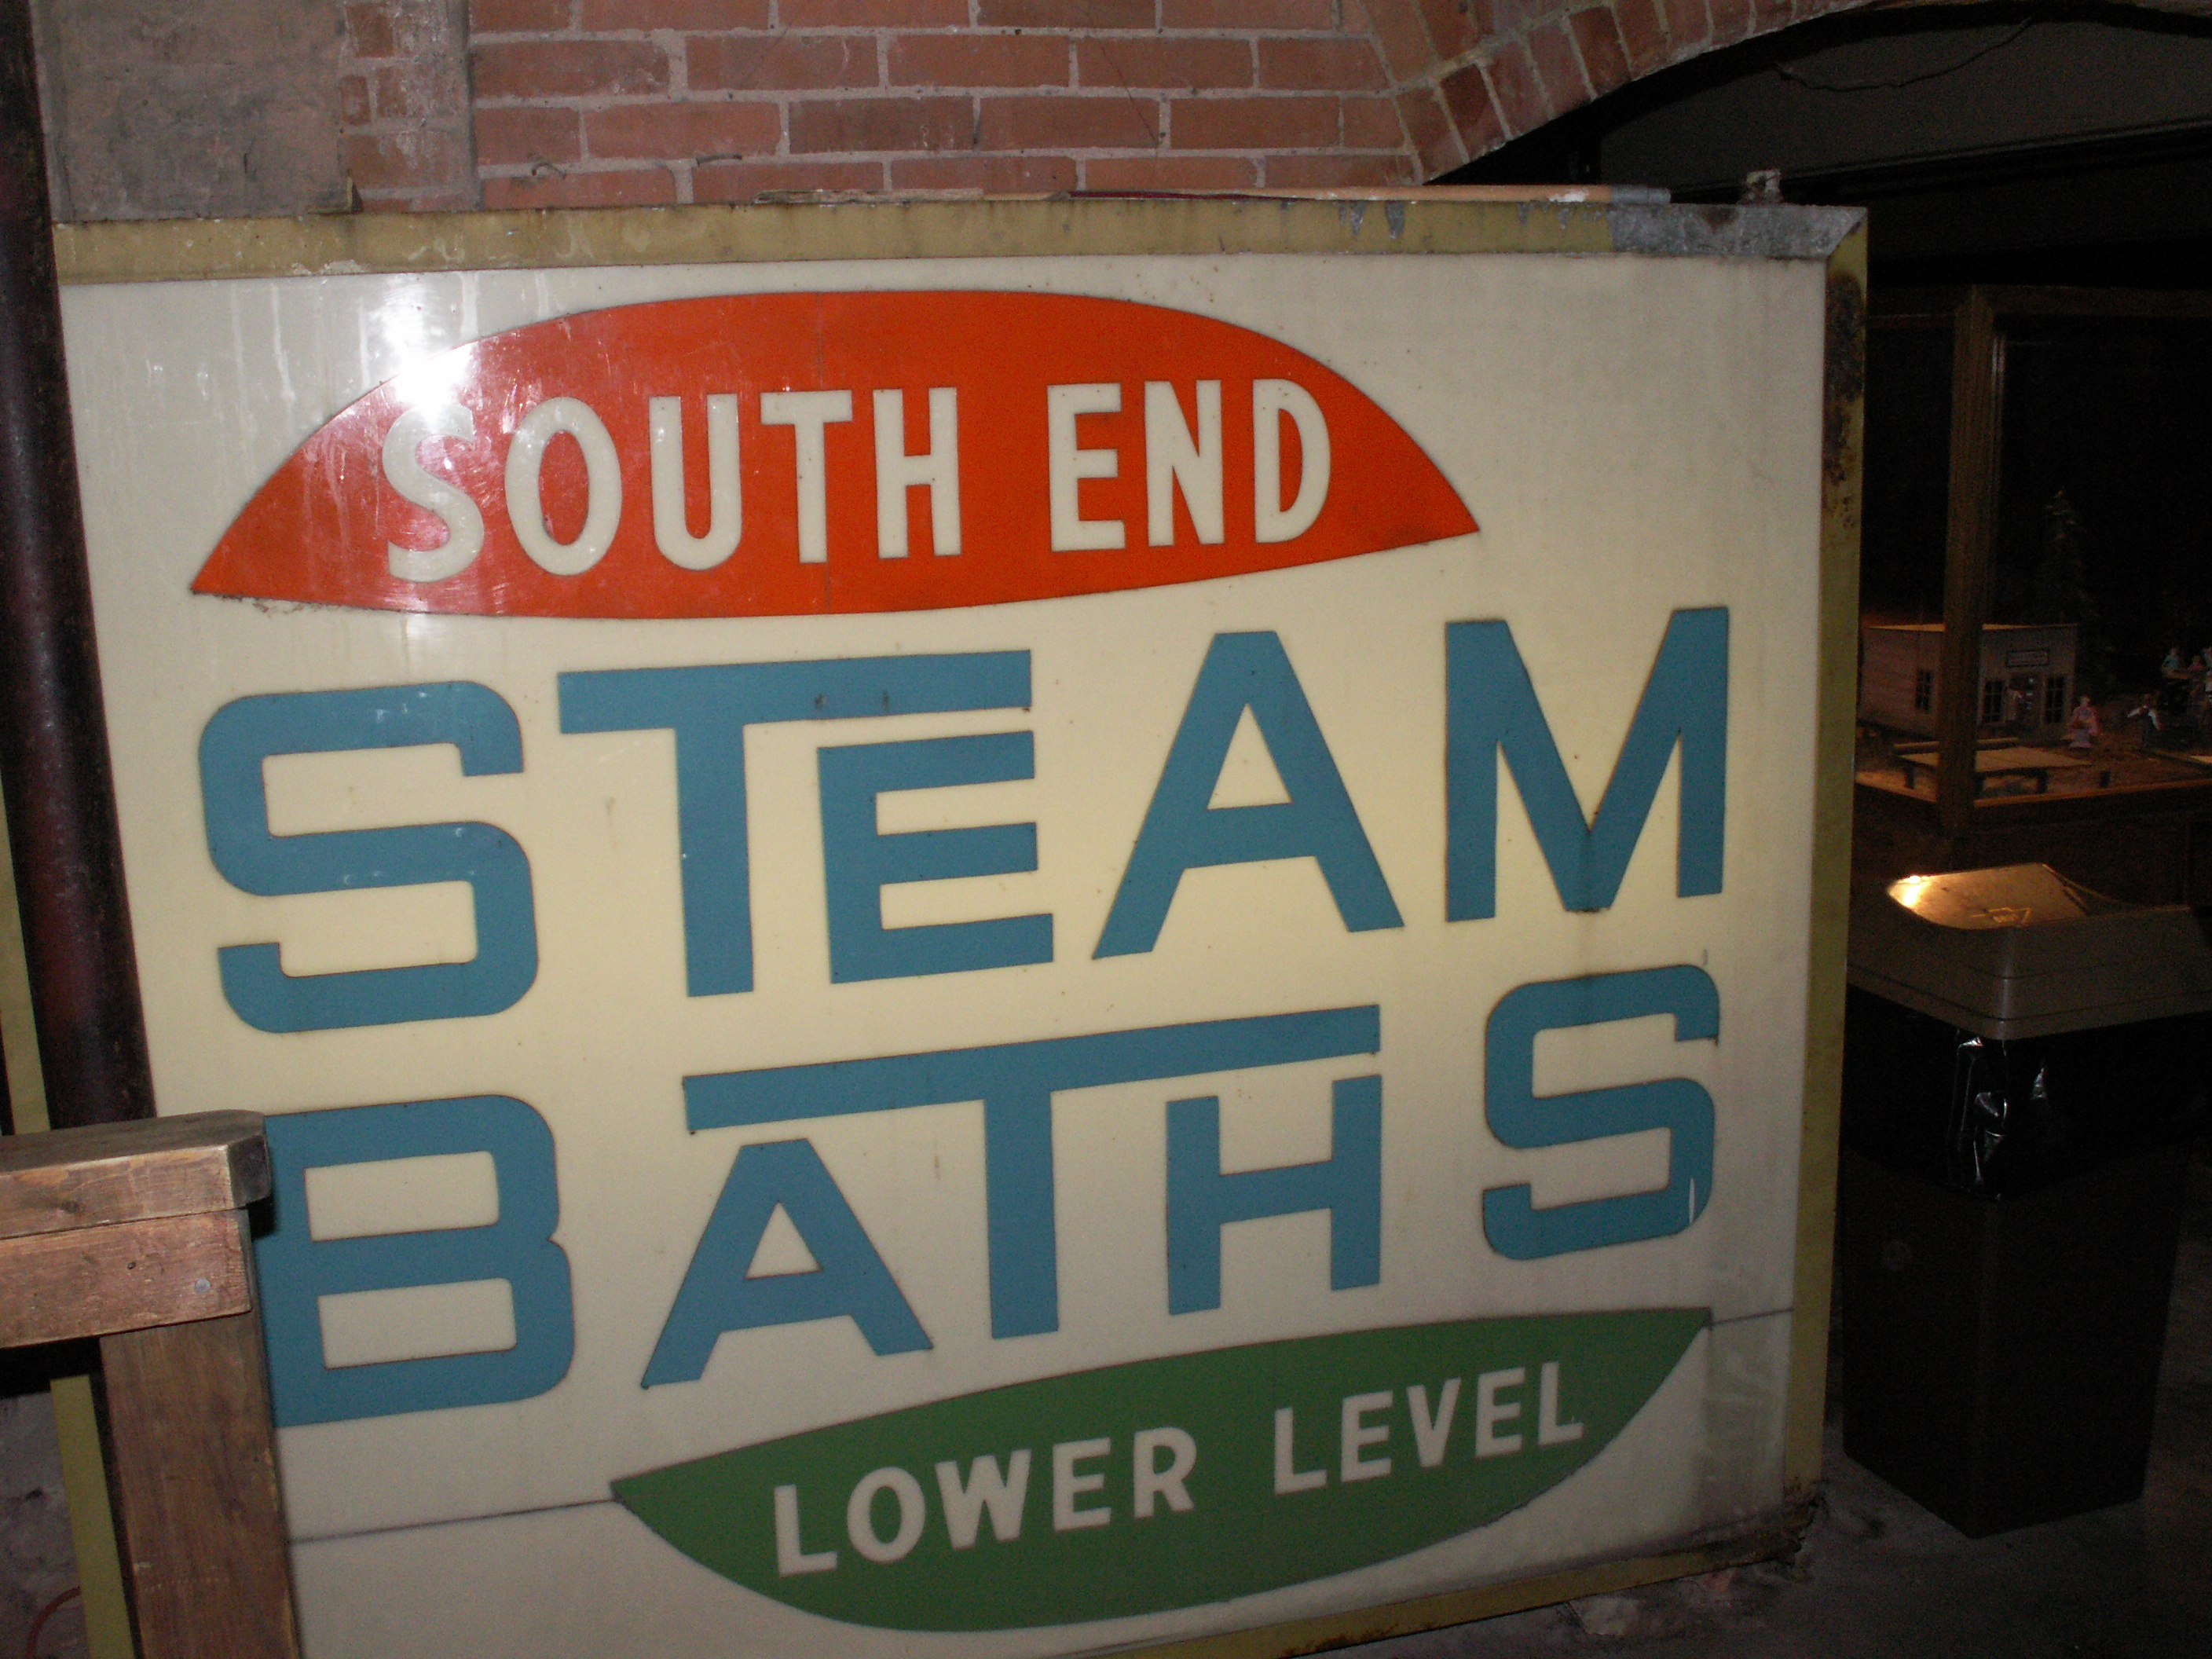 SOUTH END
STEAM
BATHS
LOWER LEVEL